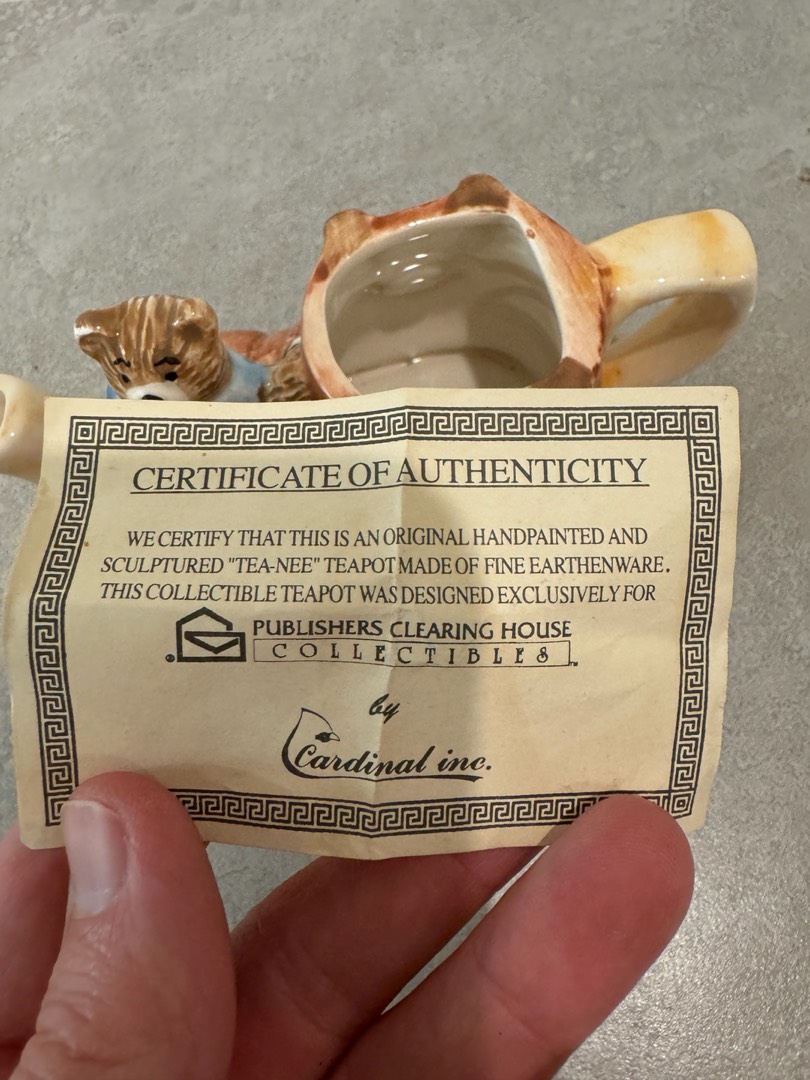 CERTIFICATE OF AUTHENTICITY
WE CERTIFY THAT THIS IS AN ORIGINAL HANDPAINTED AND
SCULPTURED "TEA-NEE" TEAPOT MADE OF FINE EARTHENWARE.
THIS COLLECTIBLE TEAPOT WAS DESIGNED EXCLUSIVELY FOR
PUBLISHERS CLEARING HOUSE
COLLECTIBLES™
by
Cardinal inc.